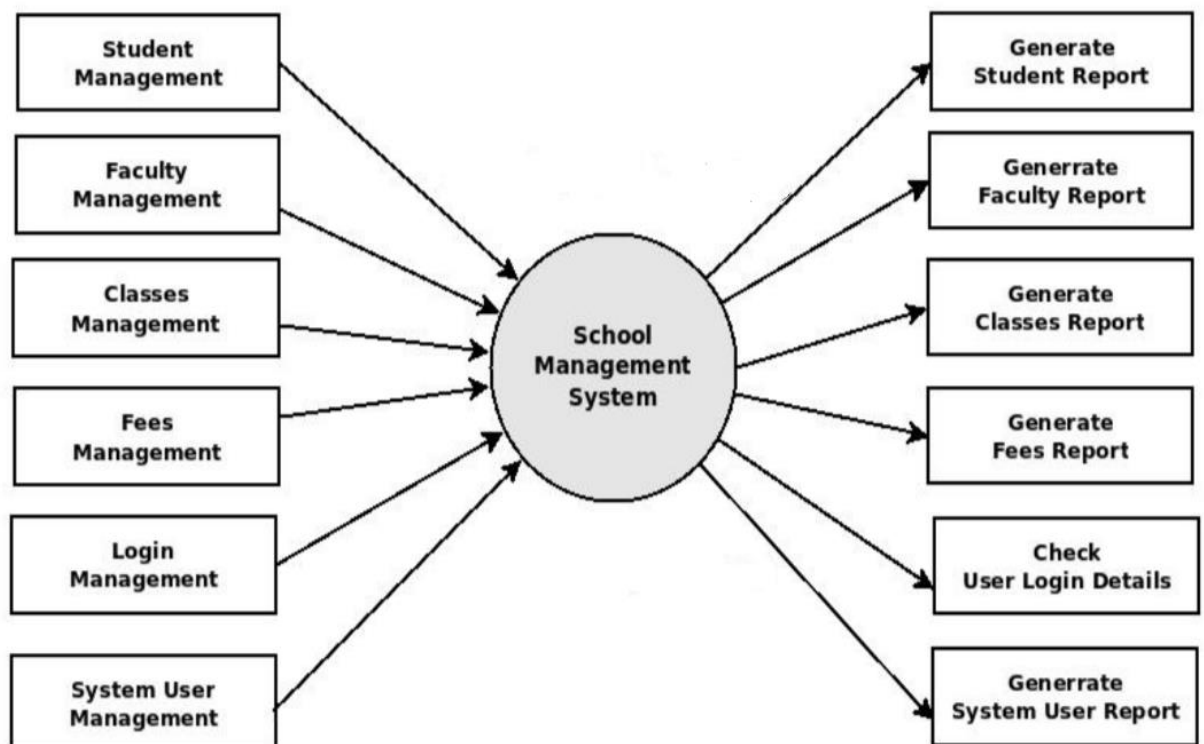 Student
Management
Faculty
Management
Classes
Management
Fees
Management
Login
Management
System User
Management
School
Management
System
Generate
Student Report
Generrate
Faculty Report
Generate
Classes Report
Generate
Fees Report
Check
User Login Details
Generrate
System User Report